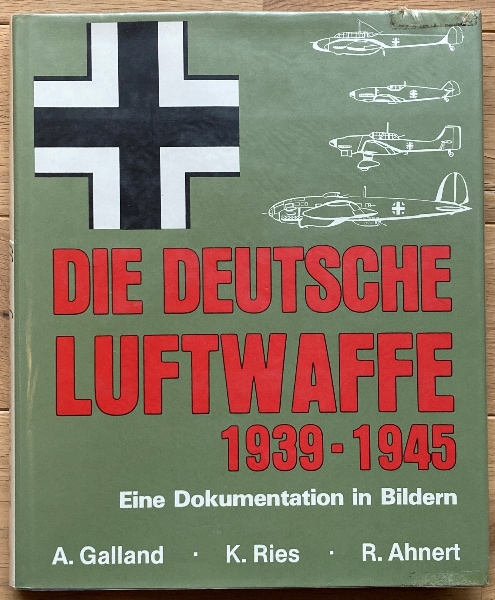 DIE DEUTSCHE
LUFTWAFFE
1939 - 1945
Eine Dokumentation in Bildern
A. Galland · K. Ries · R. Ahnert